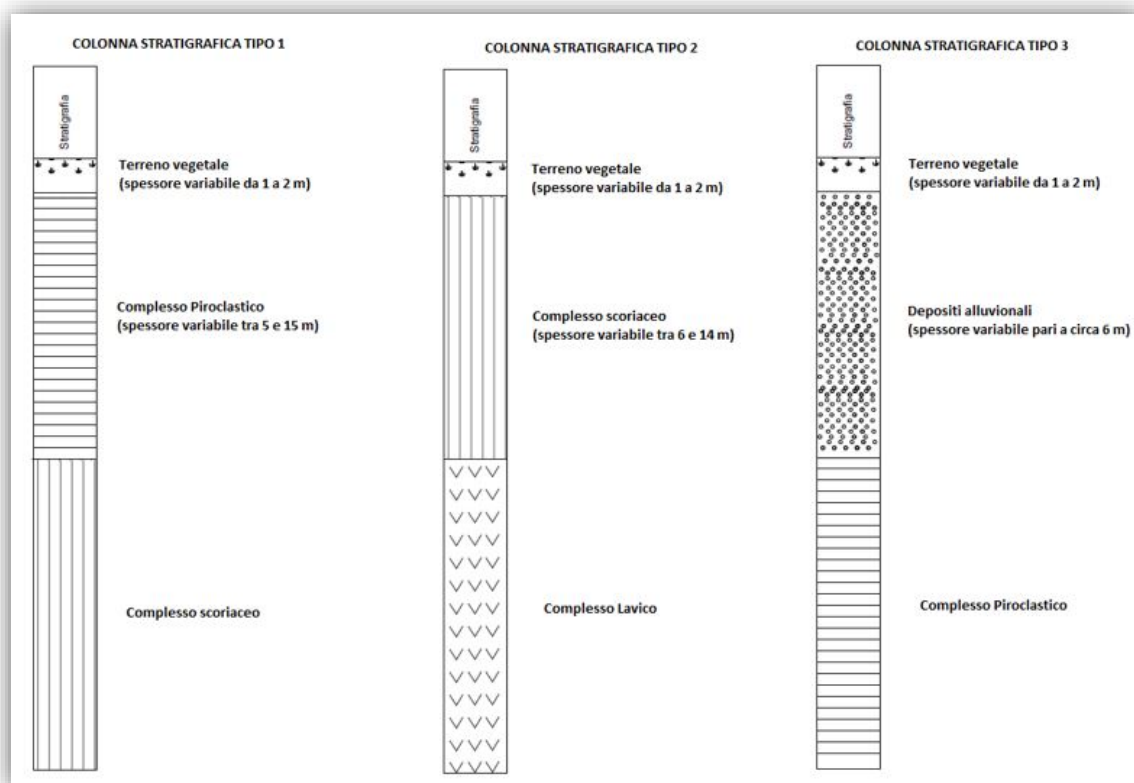 COLONNA STRATIGRAFICA TIPO 1
Stratigrafia
Terreno vegetale
(spessore variabile da 1 a 2 m)
Complesso Piroclastico
(spessore variabile tra 5 e 15 m)
Complesso scoriaceo
COLONNA STRATIGRAFICA TIPO 2
Stratigrafia
Terreno vegetale
(spessore variabile da 1 a 2 m)
Complesso scoriaceo
(spessore variabile tra 6 e 14 m)
Complesso Lavico
COLONNA STRATIGRAFICA TIPO 3
Stratigrafia
Terreno vegetale
(spessore variabile da 1 a 2 m)
Depositi alluvionali
(spessore variabile pari a circa 6 m)
Complesso Piroclastico